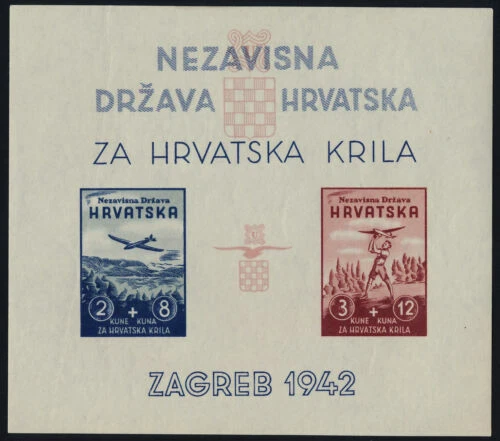 NEZAVISNA
DRŽAVA HRVATSKA
ZA HRVATSKA KRILA
Nezavisna Država
HRVATSKA
2 + 8
KUNE KUNA
ZA HRVATSKA KRILA
Nezavisna Država
HRVATSKA
3 + 12
KUNE KUNA
ZA HRVATSKA KRILA
U
ZAGREB 1942